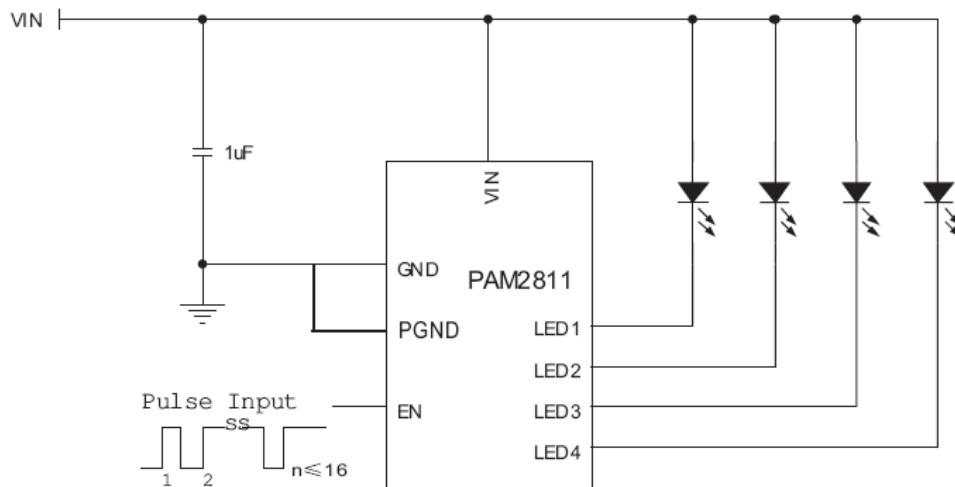 VIN
1uF
VIN
GND
PAM2811
PGND
LED1
LED2
EN
LED3
LED4
Pulse Input
ss
1 2 n≤16